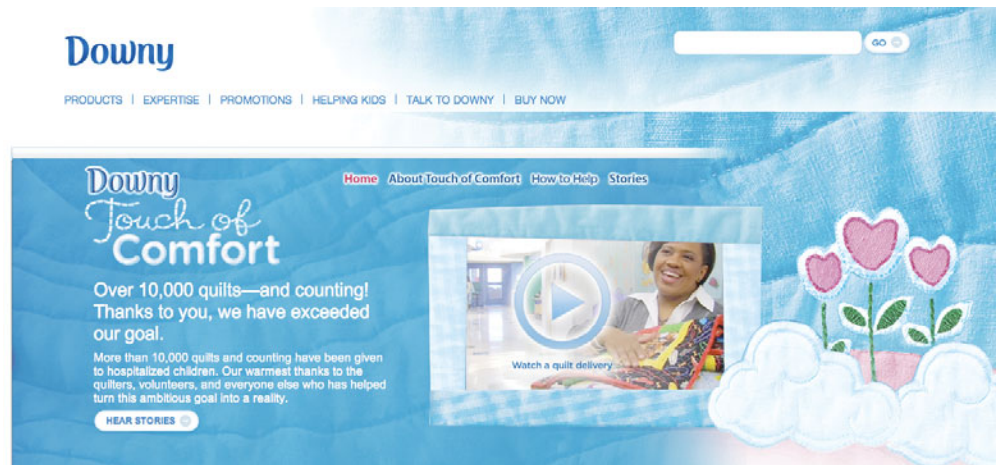 Downy
GO
PRODUCTS | EXPERTISE | PROMOTIONS | HELPING KIDS | TALK TO DOWNY | BUY NOW
Downy
Touch of
Comfort
Home About Touch of Comfort How to Help Stories
Over 10,000 quilts—and counting!
Thanks to you, we have exceeded
our goal.
More than 10,000 quilts and counting have been given
to hospitalized children. Our warmest thanks to the
quilters, volunteers, and everyone else who has helped
turn this ambitious goal into a reality.
HEAR STORIES
Watch a quilt delivery